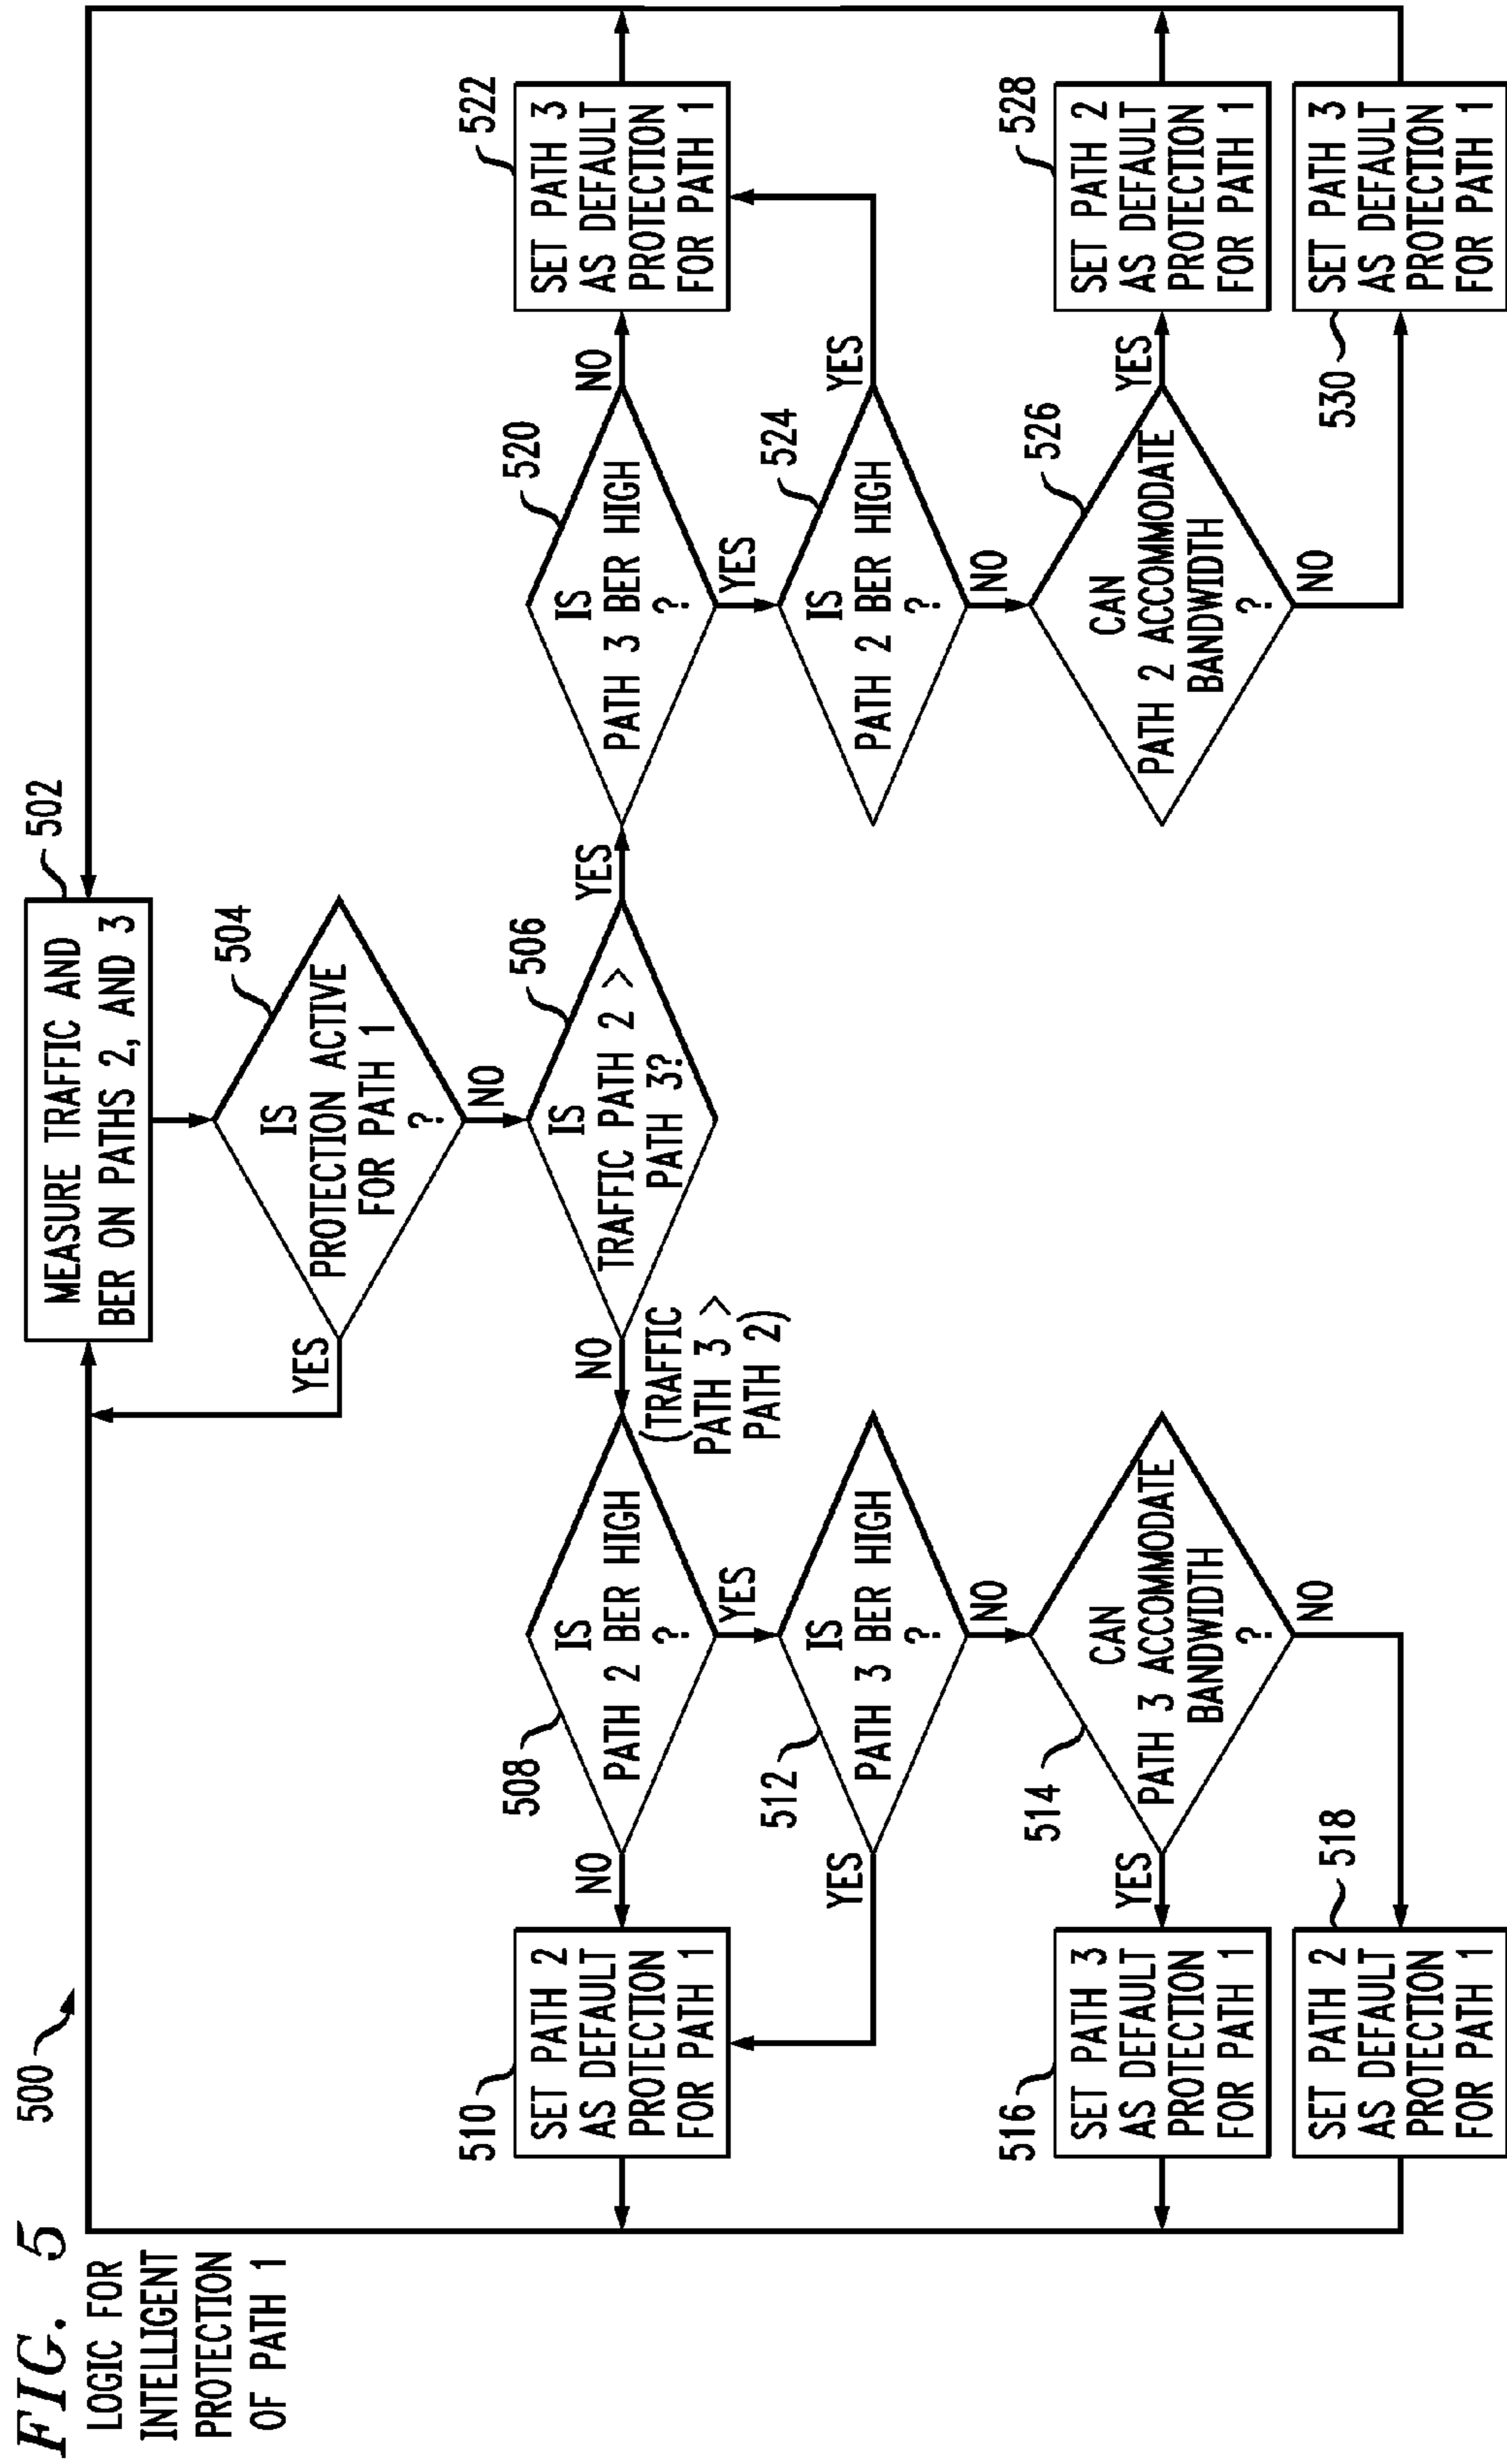 FIG. 5
LOGIC FOR
INTELLIGENT
PROTECTION
OF PATH 1
500
MEASURE TRAFFIC AND
BER ON PATHS 2, AND 3
502
IS
PROTECTION ACTIVE
FOR PATH 1
?
504
YES
NO
IS
TRAFFIC PATH 2 >
PATH 3?
506
NO
(TRAFFIC
PATH 3 >
PATH 2)
YES
IS
PATH 2 BER HIGH
?
508
NO
YES
SET PATH 2
AS DEFAULT
PROTECTION
FOR PATH 1
510
IS
PATH 3 BER HIGH
?
512
YES
NO
CAN
PATH 3 ACCOMODATE
BANDWIDTH
?
514
YES
NO
SET PATH 3
AS DEFAULT
PROTECTION
FOR PATH 1
516
SET PATH 2
AS DEFAULT
PROTECTION
FOR PATH 1
518
IS
PATH 3 BER HIGH
?
520
NO
YES
SET PATH 3
AS DEFAULT
PROTECTION
FOR PATH 1
522
IS
PATH 2 BER HIGH
?
524
YES
NO
CAN
PATH 2 ACCOMODATE
BANDWIDTH
?
526
YES
NO
SET PATH 2
AS DEFAULT
PROTECTION
FOR PATH 1
528
SET PATH 3
AS DEFAULT
PROTECTION
FOR PATH 1
530